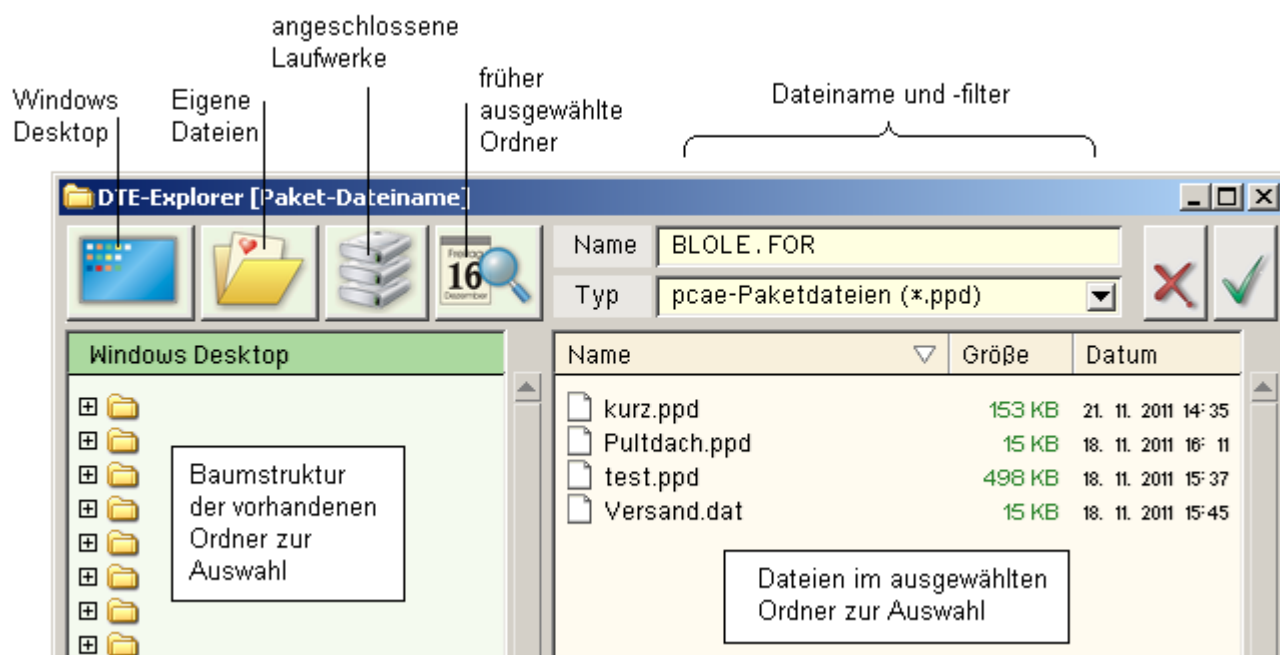 angeschlossene
Laufwerke
früher
ausgewählte
Ordner
Windows
Desktop
Eigene
Dateien
Dateiname und -filter
DTE-Explorer [Paket-Dateiname]
Freitag
16
Dezember
Name BLOLE.FOR
Typ pcae-Paketdateien (*.ppd)
Windows Desktop
Name Größe Datum
kurz.ppd 153 KB 21. 11. 2011 14:35
Pultdach.ppd 15 KB 18. 11. 2011 16: 11
test.ppd 498 KB 18. 11. 2011 15:37
Versand.dat 15 KB 18. 11. 2011 15:45
Baumstruktur
der vorhandenen
Ordner zur
Auswahl
Dateien im ausgewählten
Ordner zur Auswahl